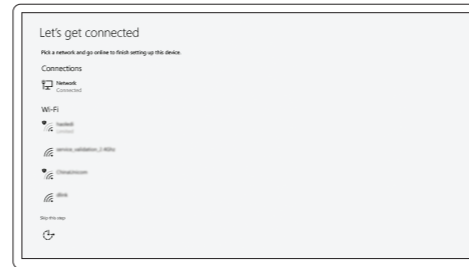 Let's get connected
Pick a network and go online to finish setting up this device.
Connections
Network
Connected
Wi-Fi
service_validation_2.4Ghz
ChinaUnicom
dlink
Skip this step